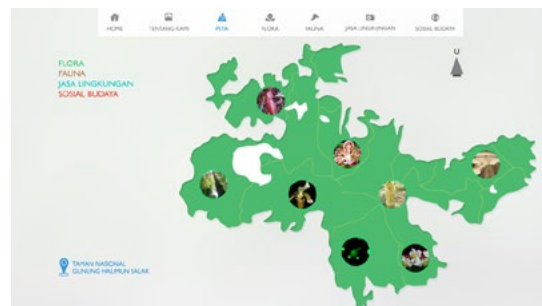 HOME
TENTANG KAMI
PETA
FLORA
FAUNA
JASA LINGKUNGAN
SOSIAL BUDAYA
U
FLORA
FAUNA
JASA LINGKUNGAN
SOSIAL BUDAYA
TAMAN NASIONAL
GUNUNG HALIMUN SALAK